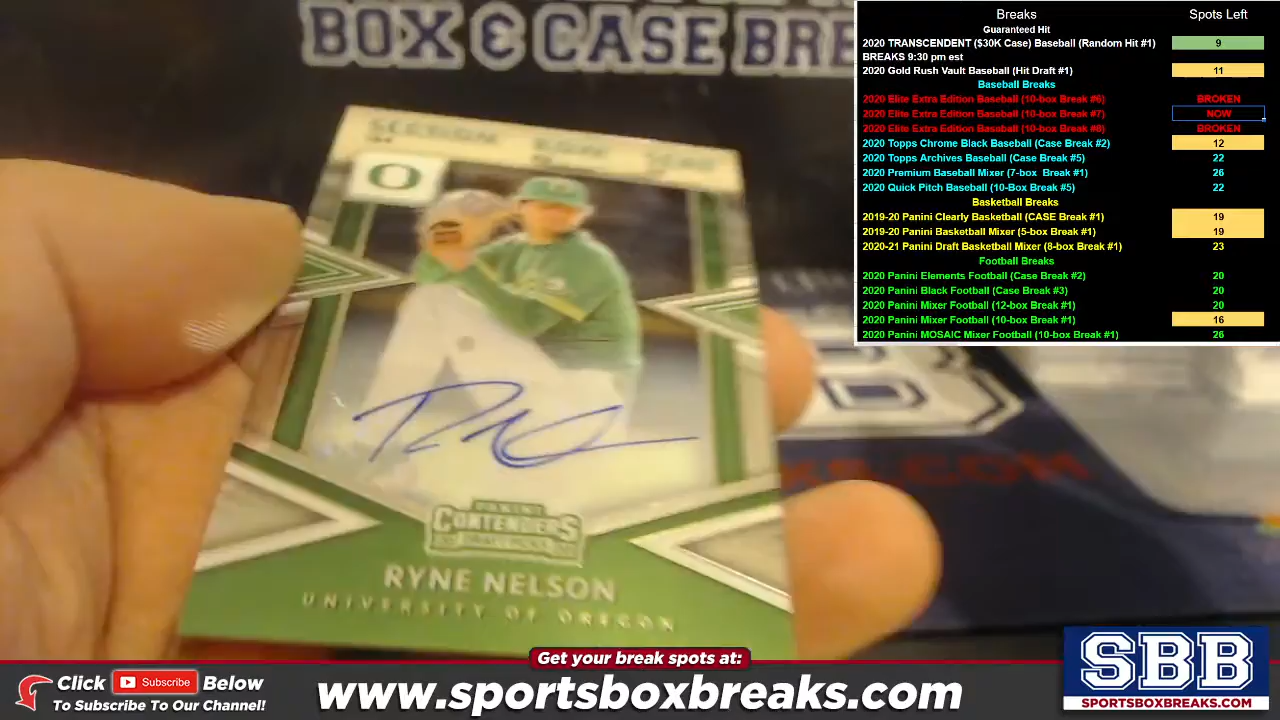 BOX & CASE BRE
Breaks Spots Left
Guaranteed Hit
2020 TRANSCENDENT ($30K Case) Baseball (Random Hit #1) 9
BREAKS 9:30 pm est
2020 Gold Rush Vault Baseball (Hit Draft #1) 11
Baseball Breaks
2020 Elite Extra Edition Baseball (10-box Break #6) BROKEN
2020 Elite Extra Edition Baseball (10-box Break #7) NOW
2020 Elite Extra Edition Baseball (10-box Break #8) BROKEN
2020 Topps Chrome Black Baseball (Case Break #2) 12
2020 Topps Archives Baseball (Case Break #5) 22
2020 Premium Baseball Mixer (7-box Break #1) 26
2020 Quick Pitch Baseball (10-Box Break #5) 22
Basketball Breaks
2019-20 Panini Clearly Basketball (CASE Break #1) 19
2019-20 Panini Basketball Mixer (5-box Break #1) 19
2020-21 Panini Draft Basketball Mixer (8-box Break #1) 23
Football Breaks
2020 Panini Elements Football (Case Break #2) 20
2020 Panini Black Football (Case Break #3) 20
2020 Panini Mixer Football (12-box Break #1) 20
2020 Panini Mixer Football (10-box Break #1) 16
2020 Panini MOSAIC Mixer Football (10-box Break #1) 26
O
PANINI
CONTENDERS
RYNE NELSON
UNIVERSITY OF OREGON
Get your break spots at:
Click Subscribe Below
To Subscribe To Our Channel!
www.sportsboxbreaks.com
SBB
SPORTSBOXBREAKS.COM